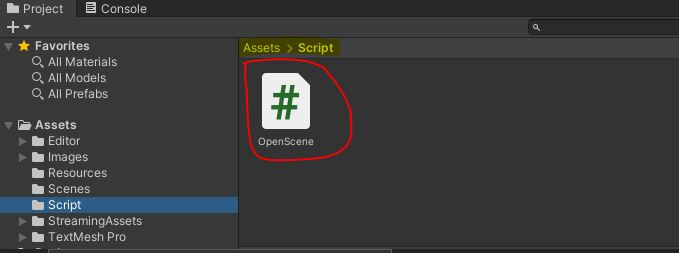 Project
Console
Favorites
All Materials
All Models
All Prefabs
Assets
Editor
Images
Resources
Scenes
Script
StreamingAssets
TextMesh Pro
Assets > Script
#
OpenScene